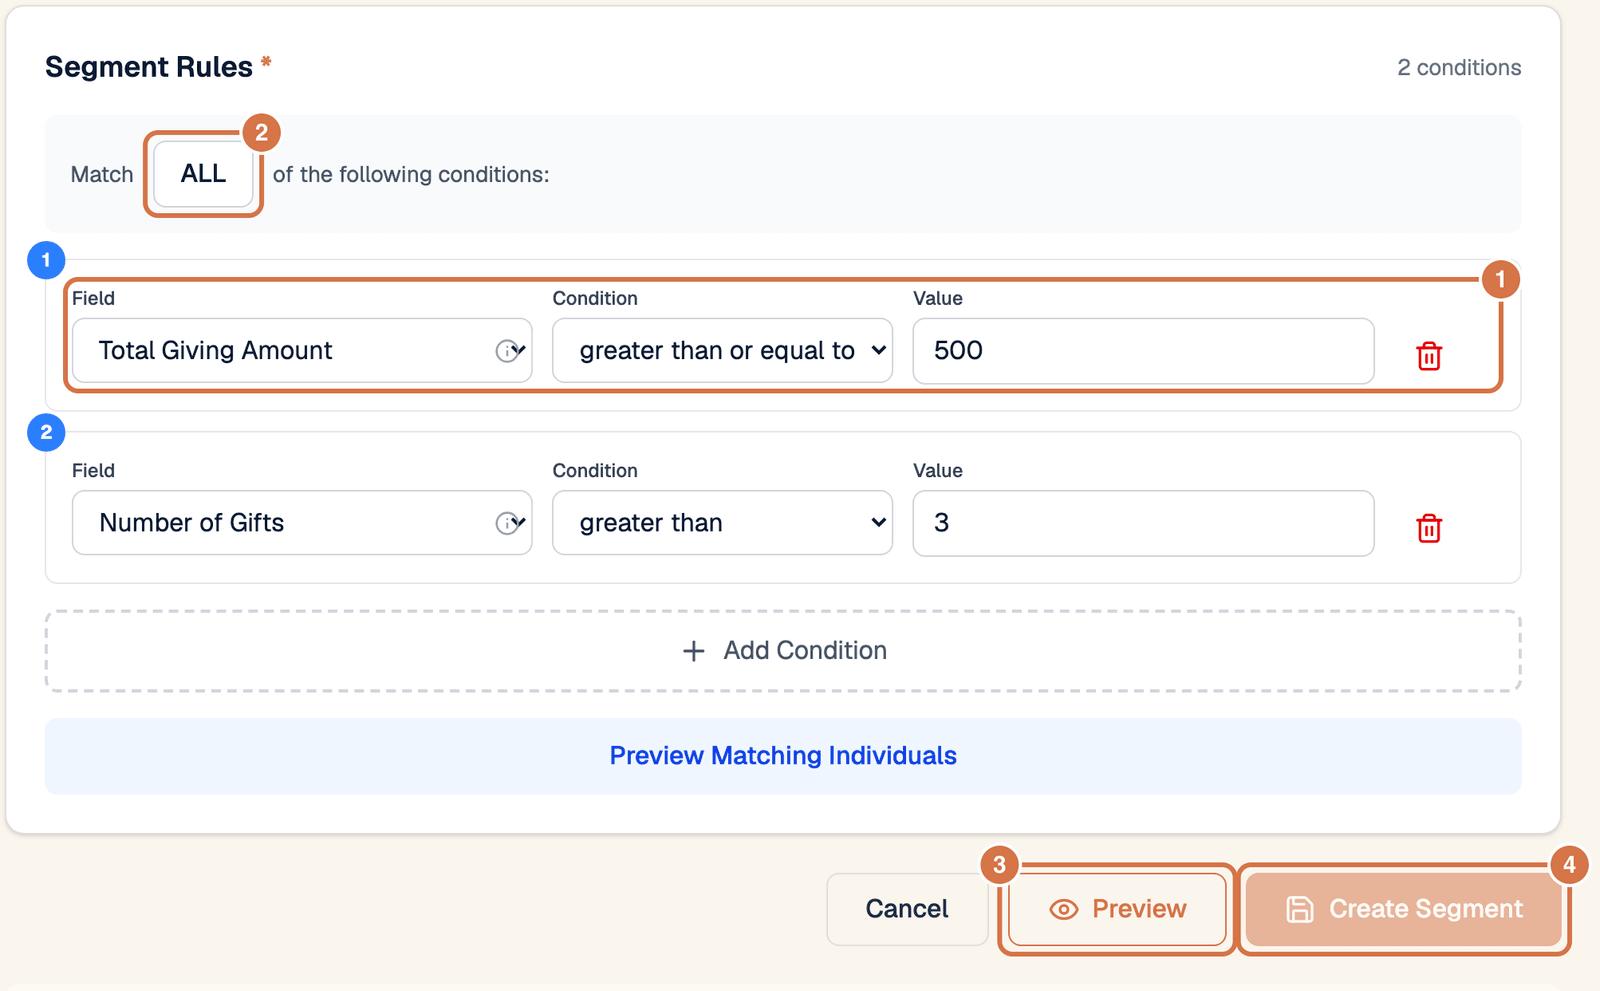 Segment Rules *
2 conditions
2
Match ALL of the following conditions:
1
1
Field Condition Value
Total Giving Amount greater than or equal to 500
2
Field Condition Value
Number of Gifts greater than 3
+ Add Condition
Preview Matching Individuals
3 4
Cancel Preview Create Segment